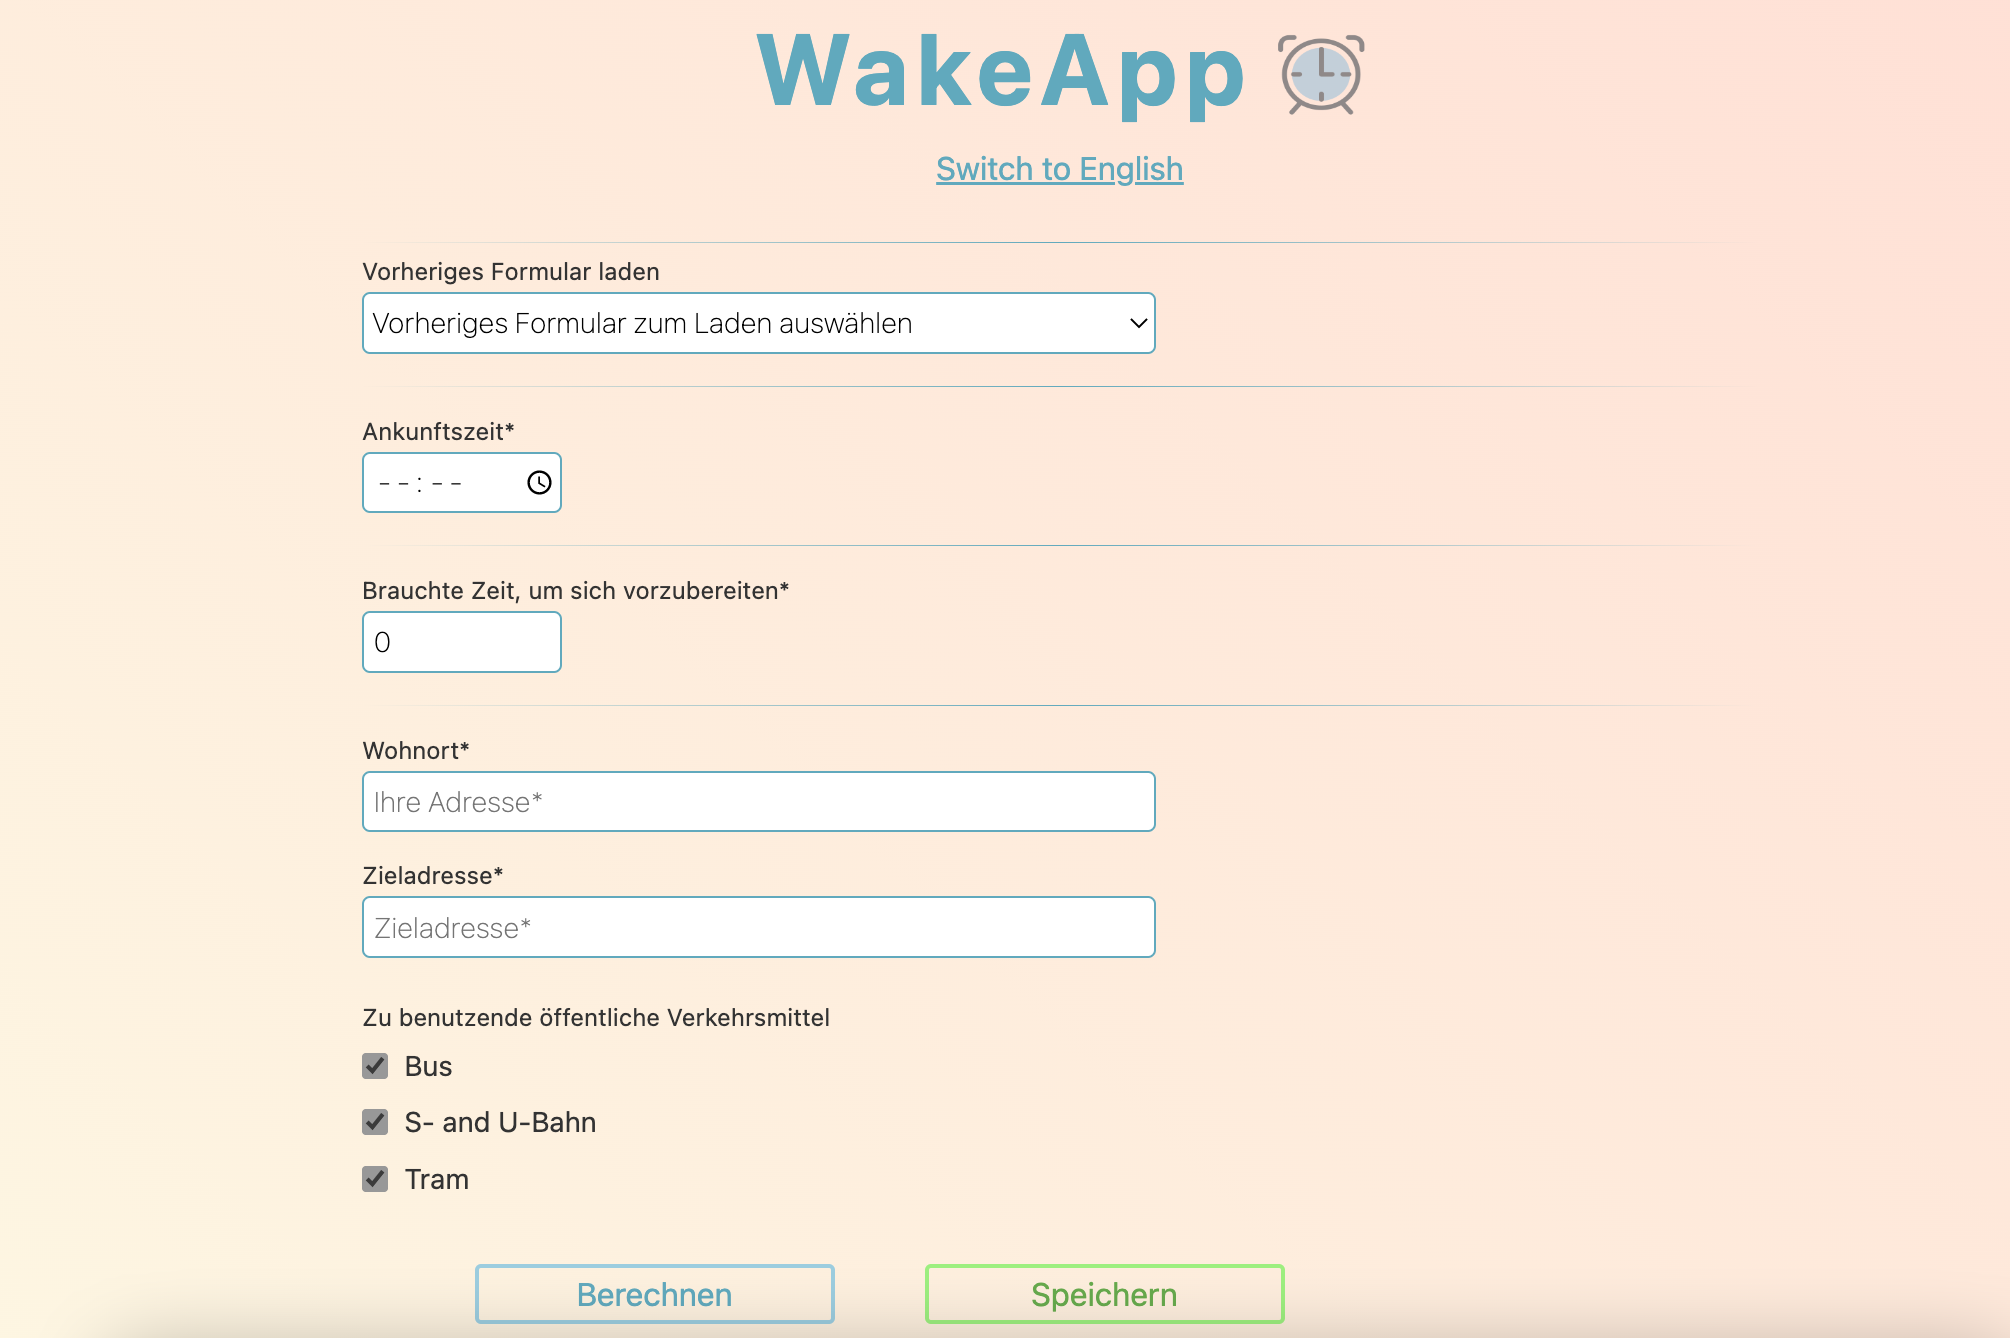 WakeApp
Switch to English
Vorheriges Formular laden
Vorheriges Formular zum Laden auswählen
Ankunftszeit*
--:--
Brauchte Zeit, um sich vorzubereiten*
0
Wohnort*
Ihre Adresse*
Zieladresse*
Zieladresse*
Zu benutzende öffentliche Verkehrsmittel
Bus
S- and U-Bahn
Tram
Berechnen
Speichern